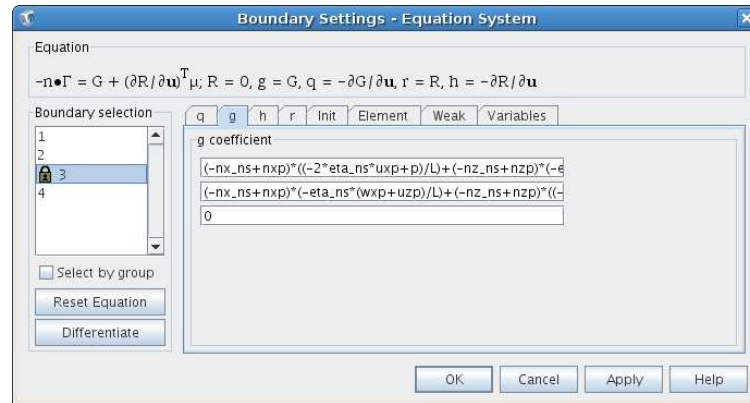 Boundary Settings - Equation System
Equation
-n•Γ = G + (∂R/∂u)ᵀμ; R = 0, g = G, q = -∂G/∂u, r = R, h = -∂R/∂u
Boundary selection
1
2
3
4
Select by group
Reset Equation
Differentiate
q g h r Init Element Weak Variables
g coefficient
(-nx_ns+nxp)*((-2*eta_ns*uxp+p)/L)+(-nz_ns+nzp)*(-e
(-nx_ns+nxp)*(-eta_ns*(wxp+uzp)/L)+(-nz_ns+nzp)*((-
0
OK Cancel Apply Help